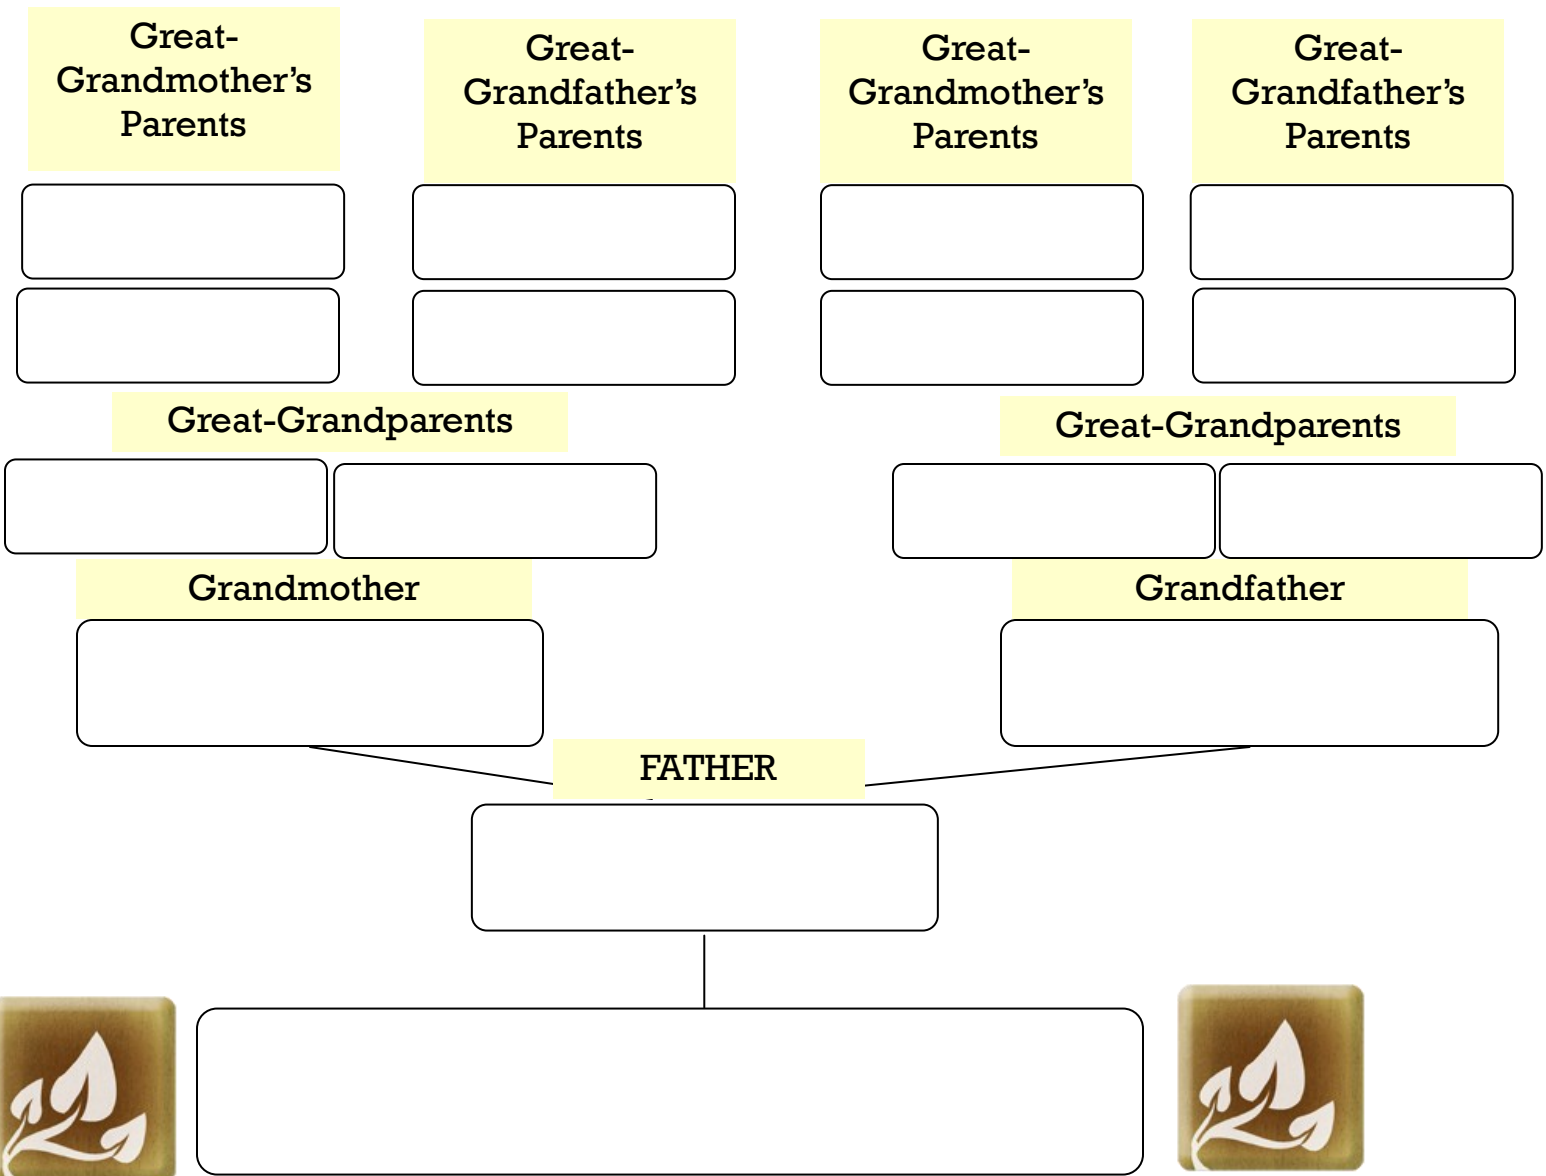 Great-
Grandmother’s
Parents
Great-
Grandfather’s
Parents
Great-
Grandmother’s
Parents
Great-
Grandfather’s
Parents
Great-Grandparents
Great-Grandparents
Grandmother
Grandfather
FATHER